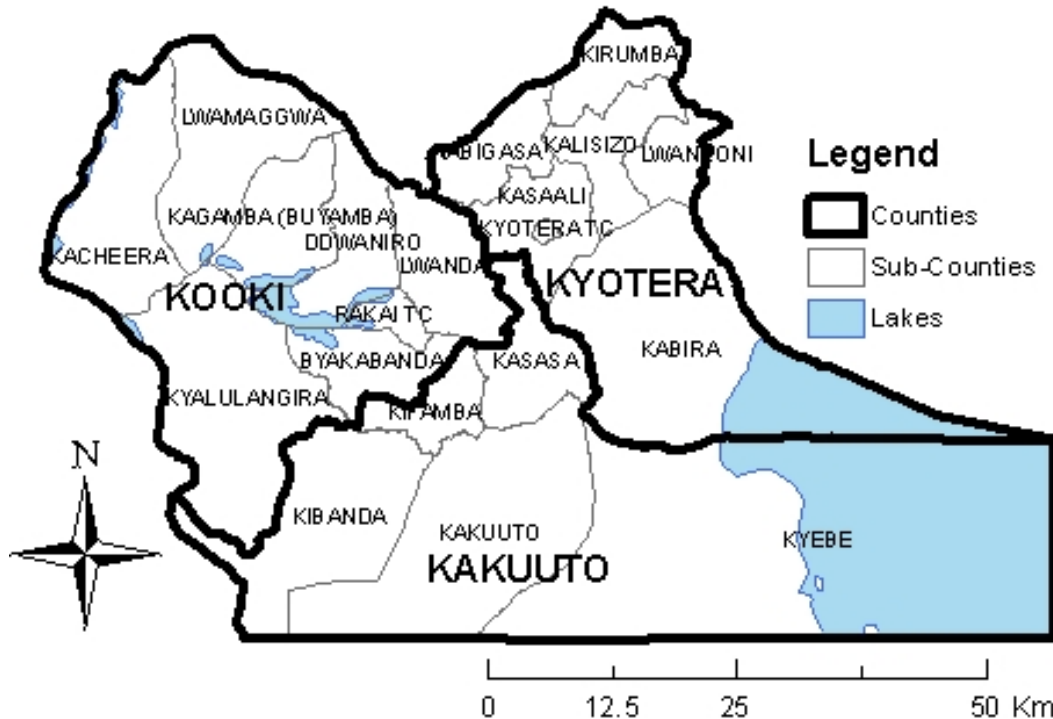 KIRUMBA
LWAMAGGWA
NABIGASA
KALISIZO
LWANKONI
Legend
KASAALI
Counties
KAGAMBA (BUYAMBA)
KYOTERA TC
DDWANIRO
KACHEERA
LWANDA
Sub-Counties
KOOKI
KYOTERA
RAKAI TC
Lakes
BYAKABANDA
KASASA
KABIRA
KYALULANGIRA
KIFAMBA
N
KIBANDA
KAKUUTO
KYEBE
KAKUUTO
0 12.5 25 50 Km